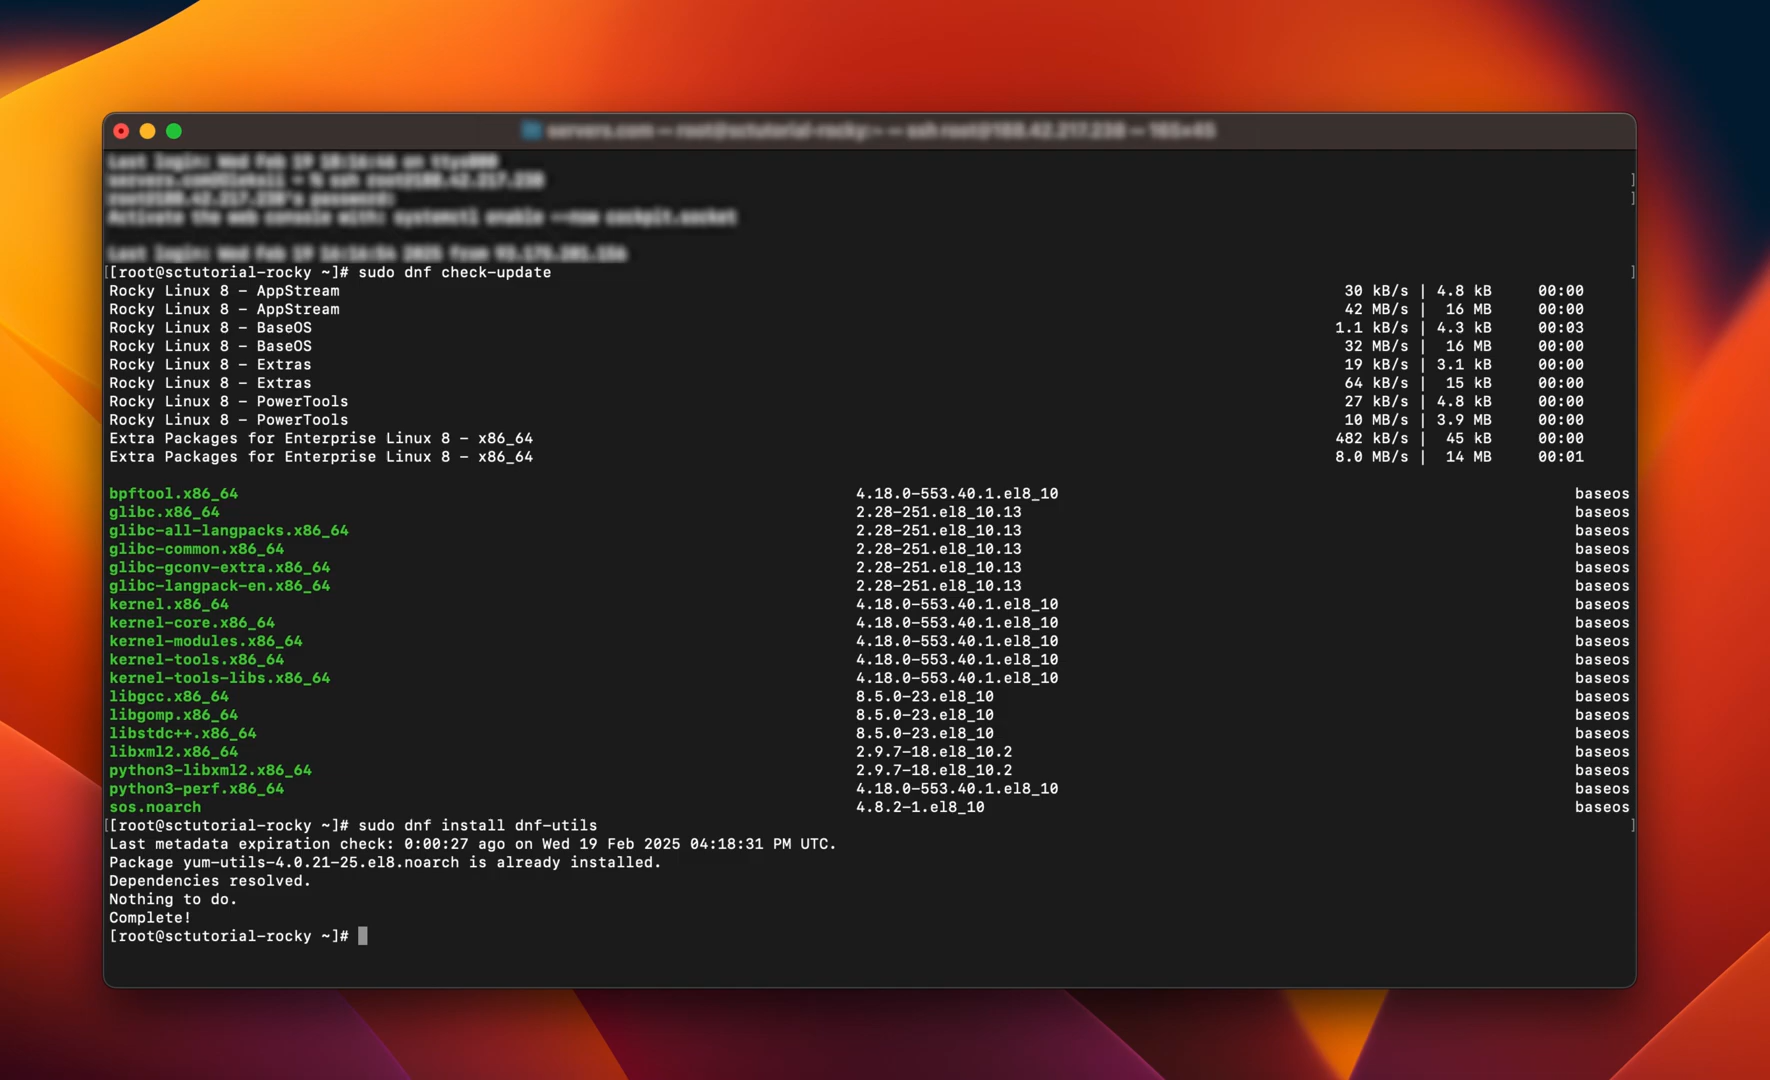 [[root@sctutorial-rocky ~]# sudo dnf check-update ]
Rocky Linux 8 - AppStream 30 kB/s | 4.8 kB 00:00
Rocky Linux 8 - AppStream 42 MB/s | 16 MB 00:00
Rocky Linux 8 - BaseOS 1.1 kB/s | 4.3 kB 00:03
Rocky Linux 8 - BaseOS 32 MB/s | 16 MB 00:00
Rocky Linux 8 - Extras 19 kB/s | 3.1 kB 00:00
Rocky Linux 8 - Extras 64 kB/s | 15 kB 00:00
Rocky Linux 8 - PowerTools 27 kB/s | 4.8 kB 00:00
Rocky Linux 8 - PowerTools 10 MB/s | 3.9 MB 00:00
Extra Packages for Enterprise Linux 8 - x86_64 482 kB/s | 45 kB 00:00
Extra Packages for Enterprise Linux 8 - x86_64 8.0 MB/s | 14 MB 00:01
bpftool.x86_64 4.18.0-553.40.1.el8_10 baseos
glibc.x86_64 2.28-251.el8_10.13 baseos
glibc-all-langpacks.x86_64 2.28-251.el8_10.13 baseos
glibc-common.x86_64 2.28-251.el8_10.13 baseos
glibc-gconv-extra.x86_64 2.28-251.el8_10.13 baseos
glibc-langpack-en.x86_64 2.28-251.el8_10.13 baseos
kernel.x86_64 4.18.0-553.40.1.el8_10 baseos
kernel-core.x86_64 4.18.0-553.40.1.el8_10 baseos
kernel-modules.x86_64 4.18.0-553.40.1.el8_10 baseos
kernel-tools.x86_64 4.18.0-553.40.1.el8_10 baseos
kernel-tools-libs.x86_64 4.18.0-553.40.1.el8_10 baseos
libgcc.x86_64 8.5.0-23.el8_10 baseos
libgomp.x86_64 8.5.0-23.el8_10 baseos
libstdc++.x86_64 8.5.0-23.el8_10 baseos
libxml2.x86_64 2.9.7-18.el8_10.2 baseos
python3-libxml2.x86_64 2.9.7-18.el8_10.2 baseos
python3-perf.x86_64 4.18.0-553.40.1.el8_10 baseos
sos.noarch 4.8.2-1.el8_10 baseos
[[root@sctutorial-rocky ~]# sudo dnf install dnf-utils ]
Last metadata expiration check: 0:00:27 ago on Wed 19 Feb 2025 04:18:31 PM UTC.
Package yum-utils-4.0.21-25.el8.noarch is already installed.
Dependencies resolved.
Nothing to do.
Complete!
[root@sctutorial-rocky ~]#